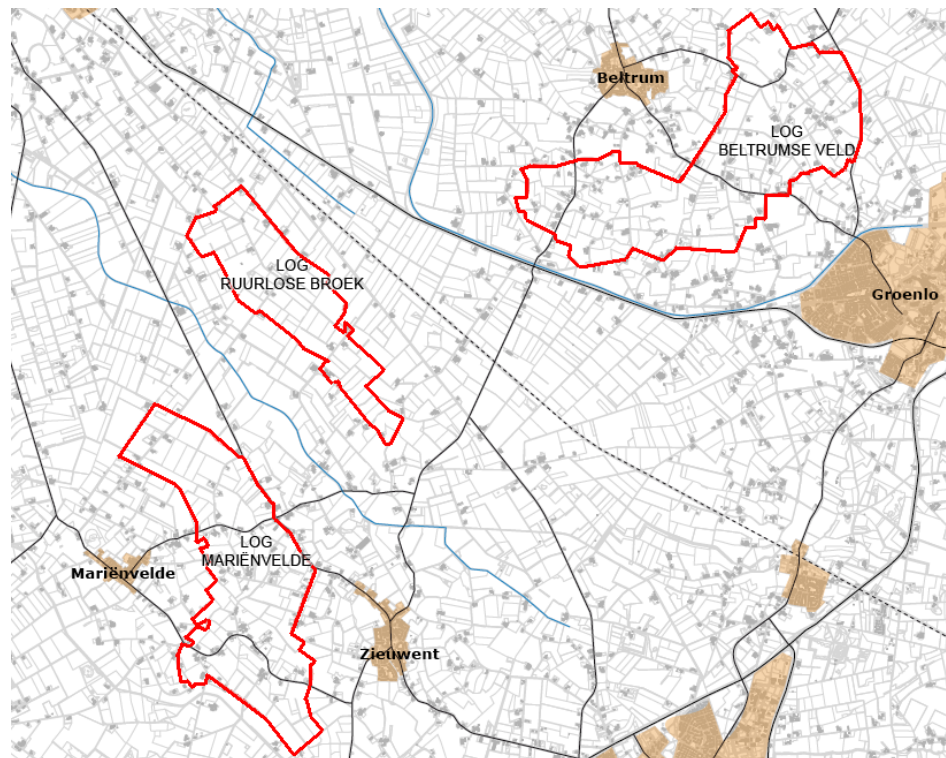 Beltrum
LOG
BELTRUMSE VELD
LOG
RUURLOSE BROEK
Groenlo
LOG
MARIËNVELDE
Mariënvelde
Zieuwent